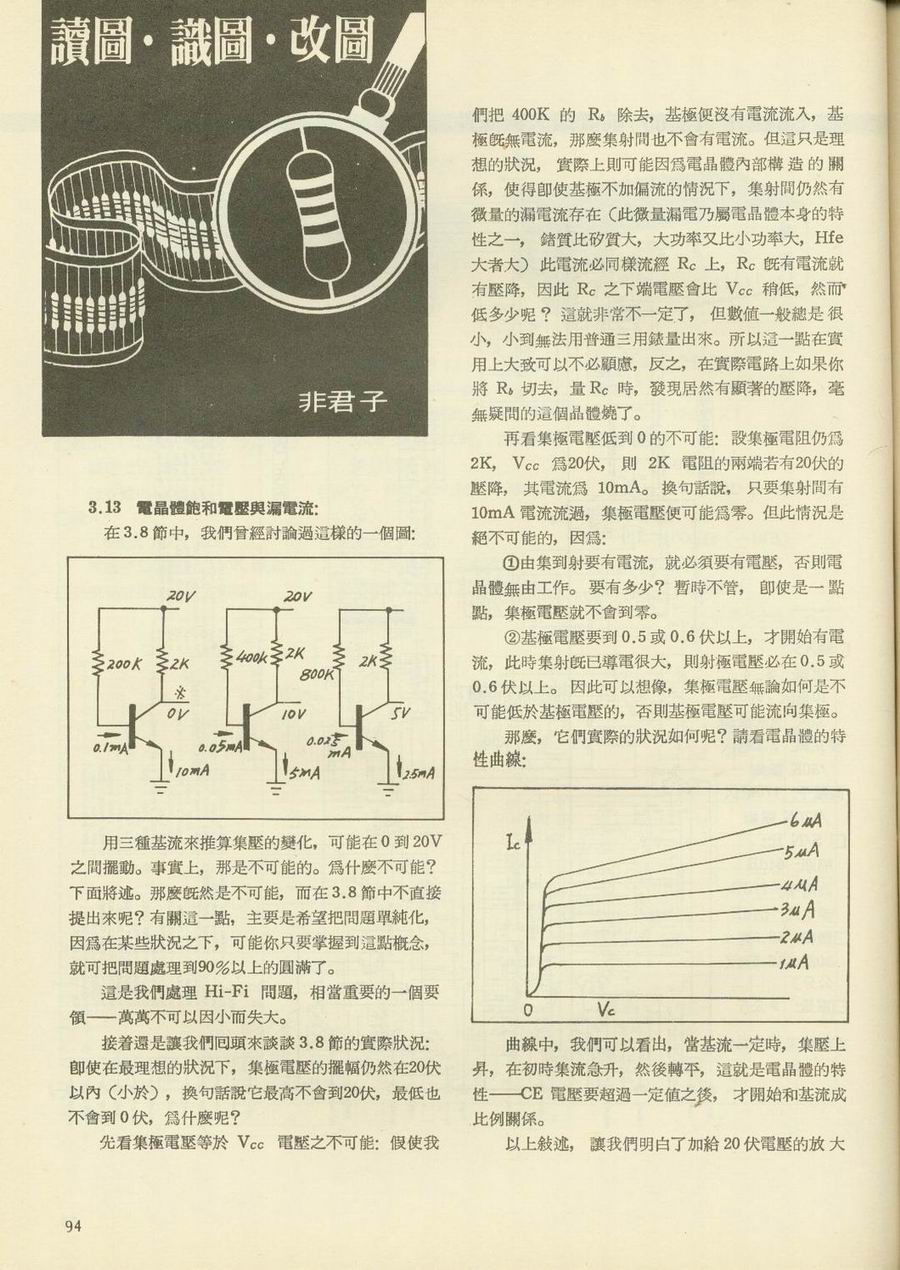 讀圖・識圖・改圖
非君子
3.13 電晶體飽和電壓與漏電流:
在3.8節中，我們曾經討論過這樣的一個圖:
20V
20V
200K
2K
400k
2K
800K
2K
※
0V
10V
5V
0.1mA
0.05mA
0.025
mA
10mA
5mA
2.5mA
用三種基流來推算集壓的變化，可能在0到20V
之間擺動。事實上，那是不可能的。爲什麼不可能？
下面將述。那麼旣然是不可能，而在3.8節中不直接
提出來呢？有關這一點，主要是希望把問題單純化，
因爲在某些狀况之下，可能你只要掌握到這點槪念，
就可把問題處理到90%以上的圓滿了。
這是我們處理 Hi-Fi 問題，相當重要的一個要
領——萬萬不可以因小而失大。
接着還是讓我們囘頭來談談3.8節的實際狀況:
卽使在最理想的狀況下，集極電壓的擺幅仍然在20伏
以內（小於），換句話說它最高不會到20伏，最低也
不會到0伏，爲什麼呢？
先看集極電壓等於 Vcc 電壓之不可能: 假使我
們把 400K 的 Rb 除去，基極便沒有電流流入，基
極旣無電流，那麼集射間也不會有電流。但這只是理
想的狀況，實際上則可能因爲電晶體內部構造的關
係，使得卽使基極不加偏流的情況下，集射間仍然有
微量的漏電流存在（此微量漏電乃屬電晶體本身的特
性之一，鍺質比矽質大，大功率又比小功率大，Hfe
大者大）此電流必同樣流經 Rc 上，Rc 旣有電流就
有壓降，因此 Rc 之下端電壓會比 Vcc 稍低，然而
低多少呢？這就非常不一定了，但數値一般總是很
小，小到無法用普通三用錶量出來。所以這一點在實
用上大致可以不必顧慮，反之，在實際電路上如果你
將 Rb 切去，量 Rc 時，發現居然有顯著的壓降，毫
無疑問的這個晶體燒了。
再看集極電壓低到0的不可能: 設集極電阻仍爲
2K，Vcc 爲20伏，則 2K 電阻的兩端若有20伏的
壓降，其電流爲 10mA。換句話說，只要集射間有
10mA 電流流過，集極電壓便可能爲零。但此情況是
絕不可能的，因爲:
①由集到射要有電流，就必須要有電壓，否則電
晶體無由工作。要有多少？暫時不管，卽使是一點
點，集極電壓就不會到零。
②基極電壓要到0.5或0.6伏以上，才開始有電
流，此時集射旣已導電很大，則射極電壓必在0.5或
0.6伏以上。因此可以想像，集極電壓無論如何是不
可能低於基極電壓的，否則基極電壓可能流向集極。
那麼，它們實際的狀況如何呢？請看電晶體的特
性曲線:
Ic
6μA
5μA
4μA
3μA
2μA
1μA
0
Vc
曲線中，我們可以看出，當基流一定時，集壓上
昇，在初時集流急升，然後轉平，這就是電晶體的特
性——CE 電壓要超過一定值之後，才開始和基流成
比例關係。
以上敍述，讓我們明白了加給20伏電壓的放大
94